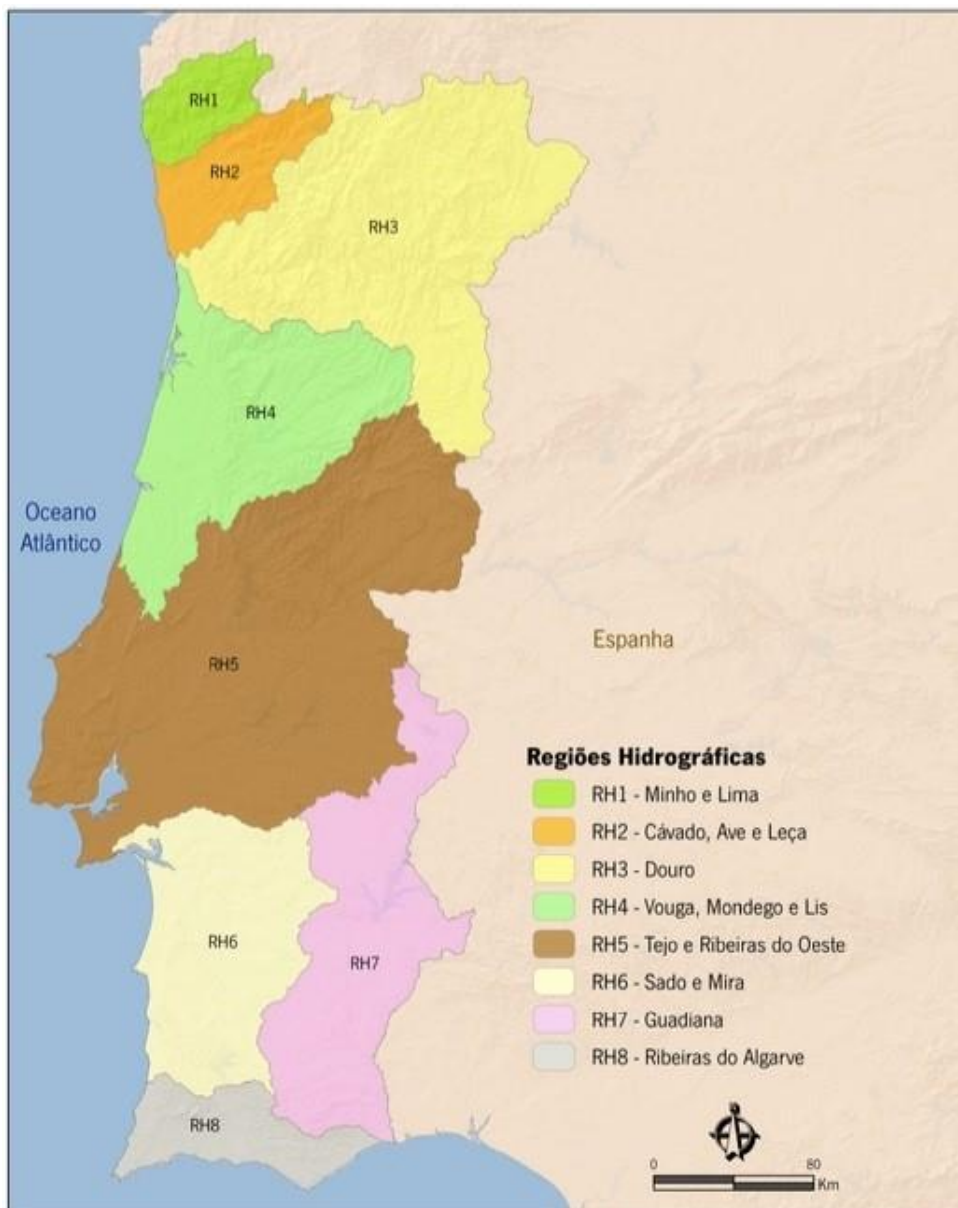 RH1
RH2
RH3
RH4
Oceano
Atlântico
RH5
Espanha
RH6
RH7
RH8
Regiões Hidrográficas
RH1 - Minho e Lima
RH2 - Cávado, Ave e Leça
RH3 - Douro
RH4 - Vouga, Mondego e Lis
RH5 - Tejo e Ribeiras do Oeste
RH6 - Sado e Mira
RH7 - Guadiana
RH8 - Ribeiras do Algarve
0 80
Km